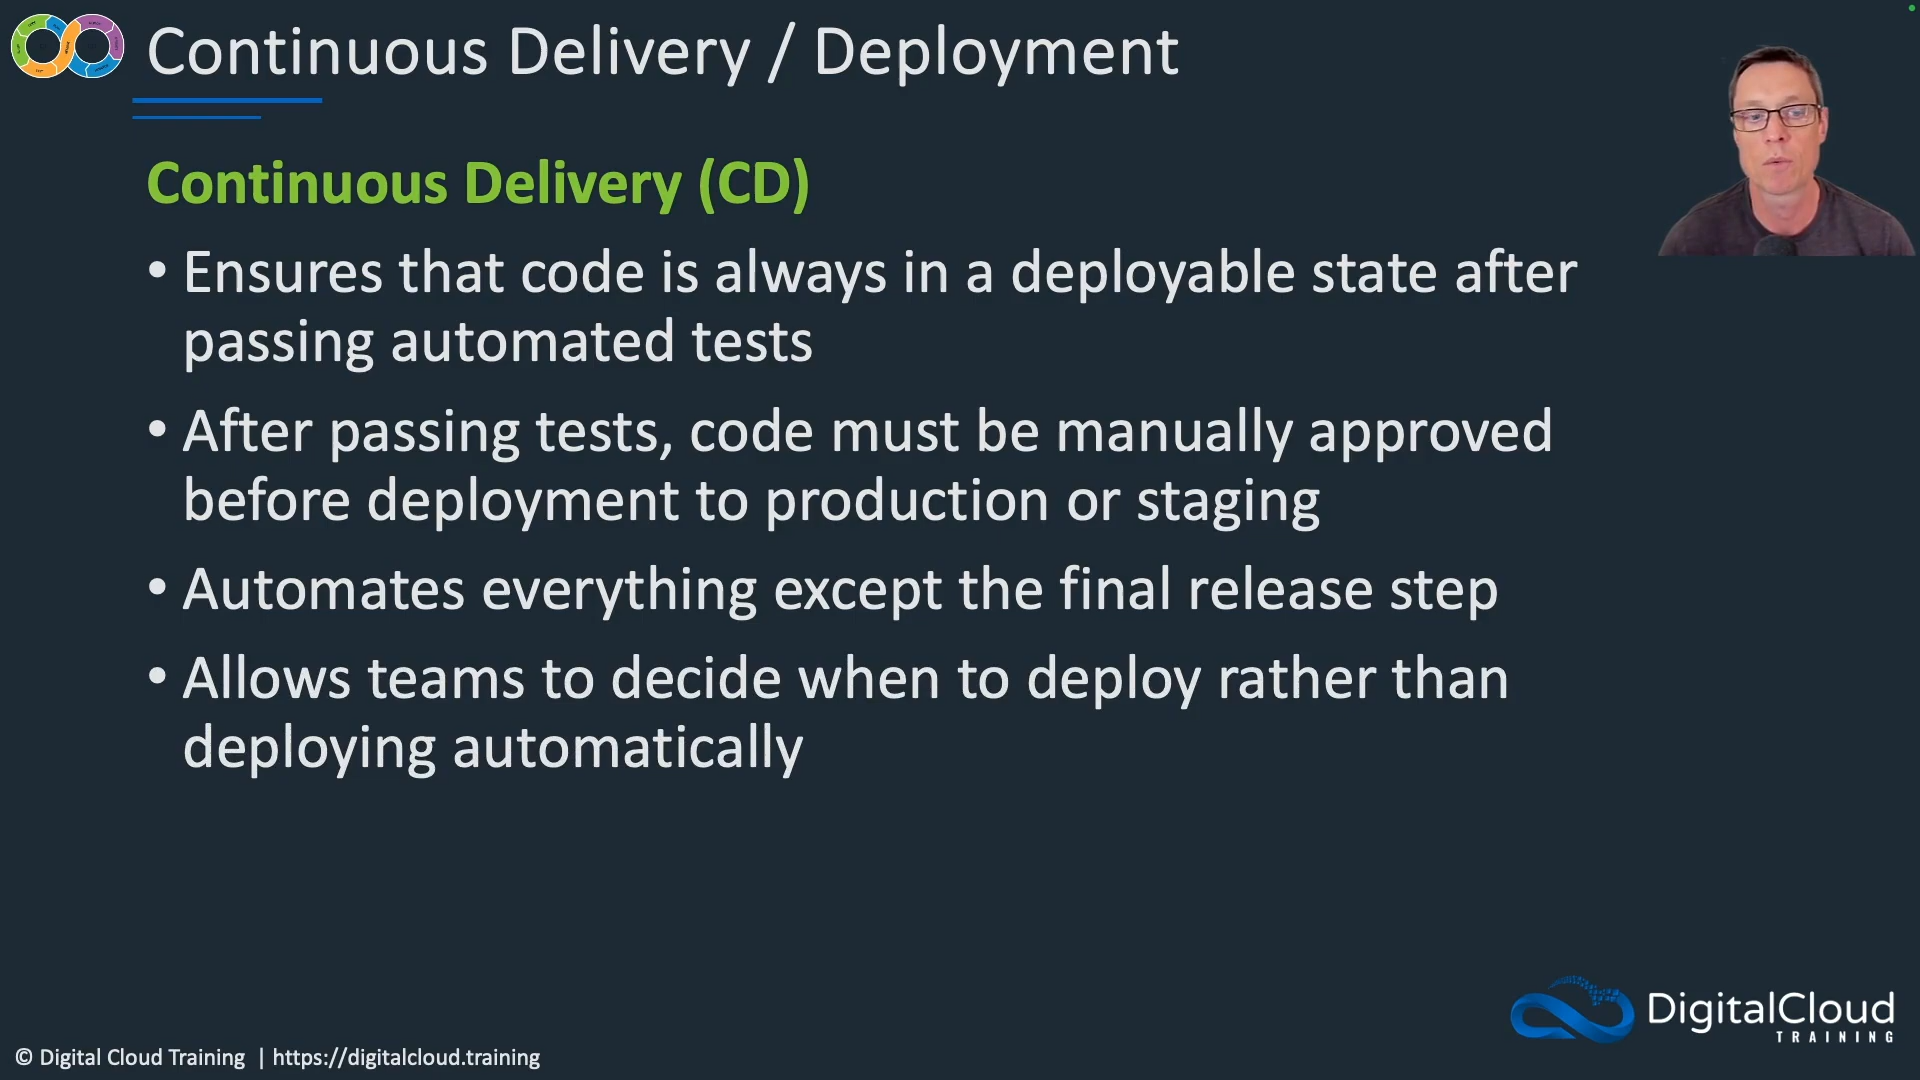 Continuous Delivery / Deployment
Continuous Delivery (CD)
• Ensures that code is always in a deployable state after
passing automated tests
• After passing tests, code must be manually approved
before deployment to production or staging
• Automates everything except the final release step
• Allows teams to decide when to deploy rather than
deploying automatically
DigitalCloud
TRAINING
© Digital Cloud Training | https://digitalcloud.training